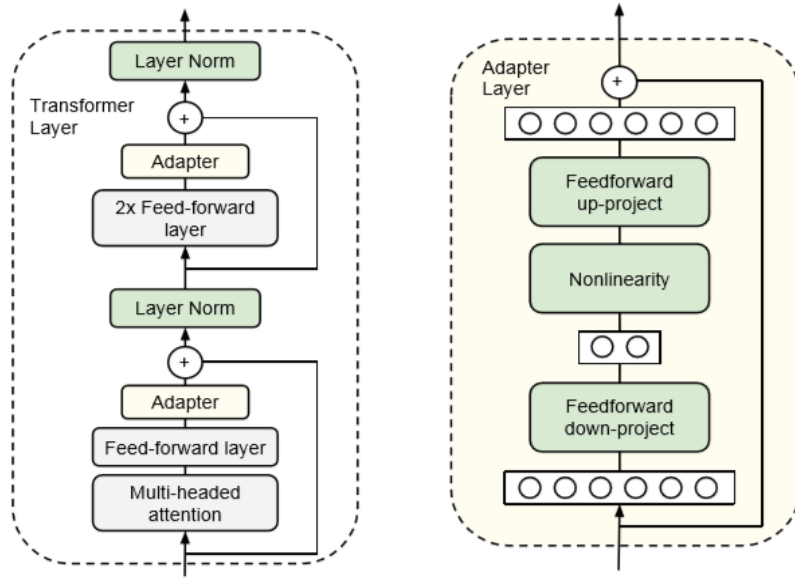 Layer Norm
Transformer
Layer
+
Adapter
2x Feed-forward
layer
Layer Norm
+
Adapter
Feed-forward layer
Multi-headed
attention
Adapter
Layer
+
Feedforward
up-project
Nonlinearity
Feedforward
down-project